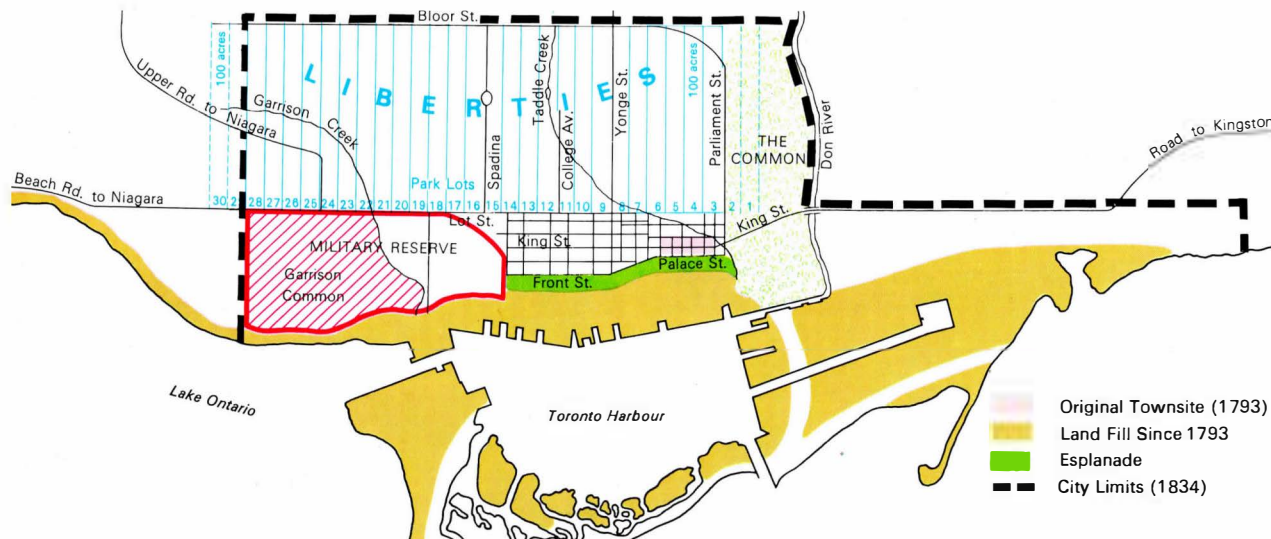 Bloor St.
100 acres
LIBERTIES
100 acres
Upper Rd. to Niagara
Garrison Creek
Taddle Creek
College Av.
Yonge St.
Parliament St.
Spadina
THE
COMMON
Don River
Road to Kingston
Beach Rd. to Niagara
Park Lots
30 29 28 27 26 25 24 23 22 21 20 19 18 17 16 15 14 13 12 11 10 9 8 7 6 5 4 3 2 1
Lot St.
King St.
King St.
MILITARY RESERVE
Garrison
Common
Palace St.
Front St.
Lake Ontario
Toronto Harbour
Original Townsite (1793)
Land Fill Since 1793
Esplanade
City Limits (1834)